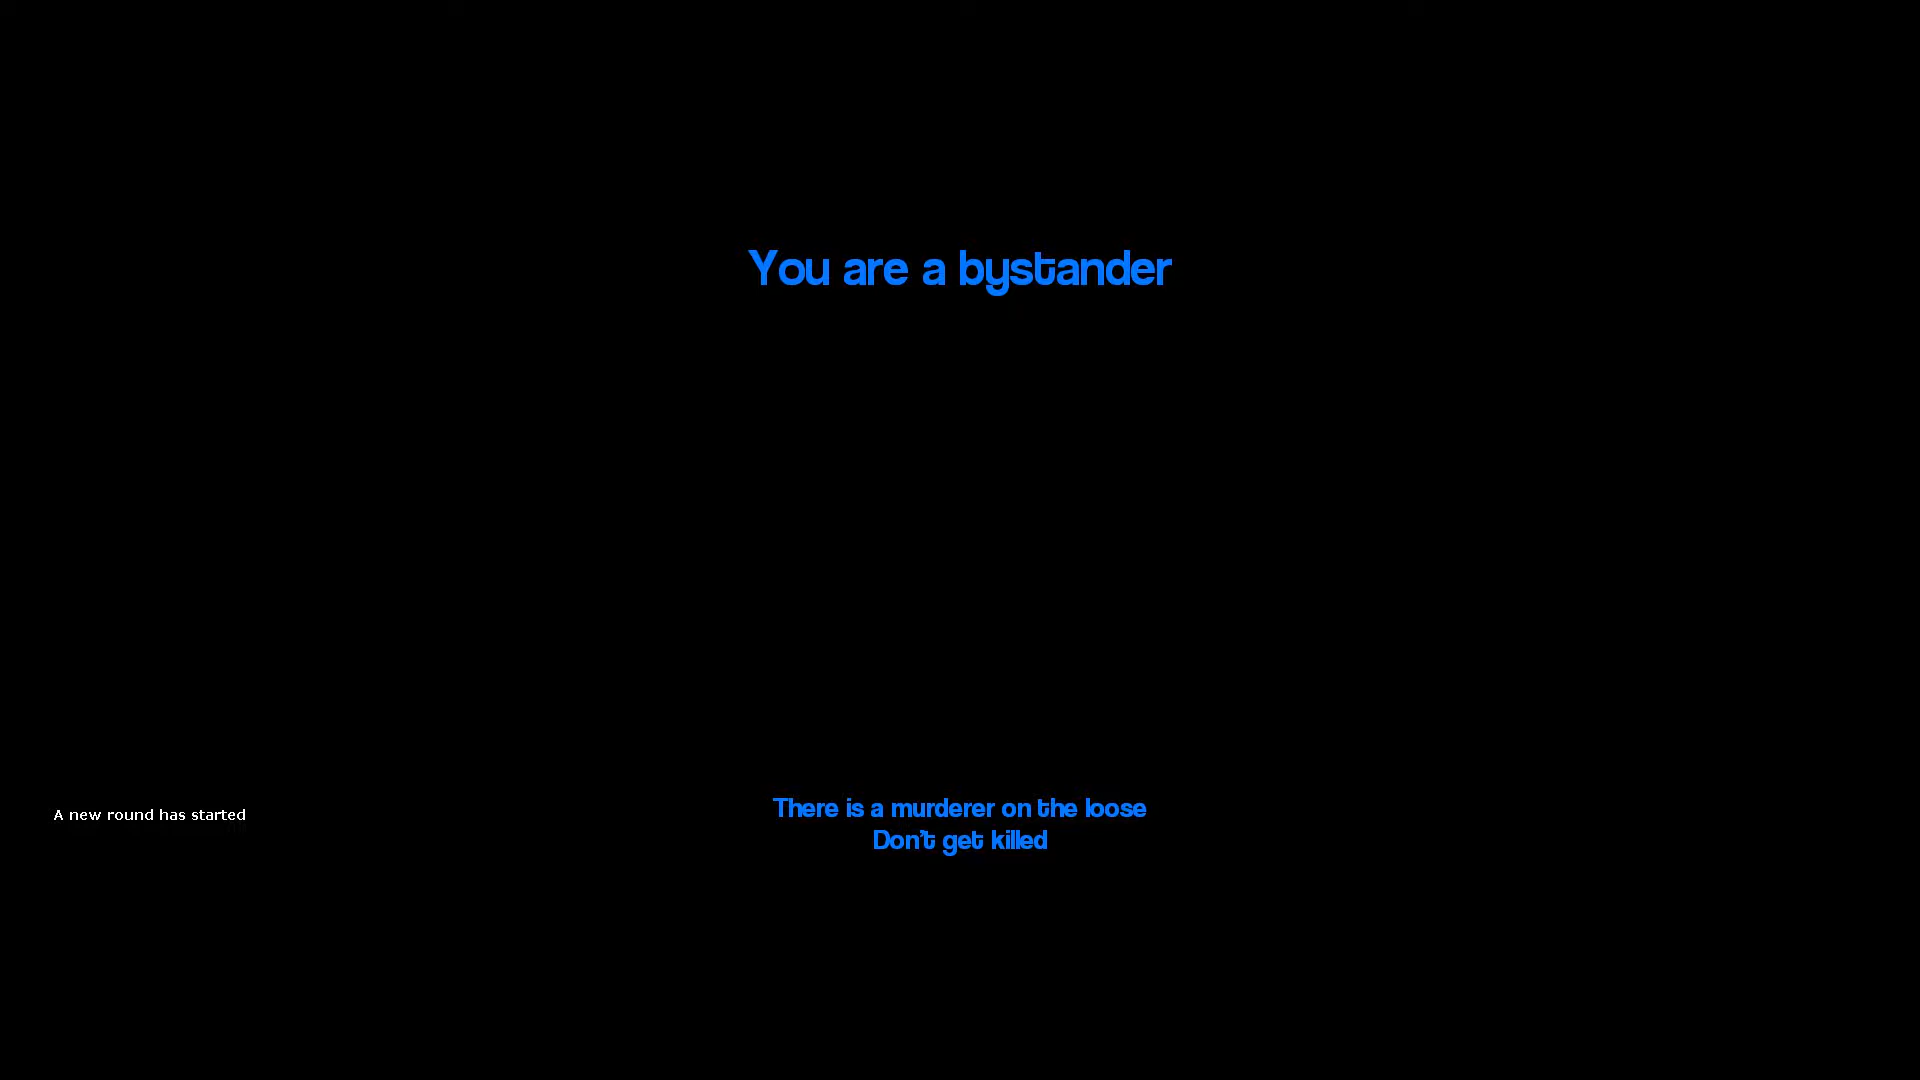 You are a bystander
A new round has started
There is a murderer on the loose
Don't get killed